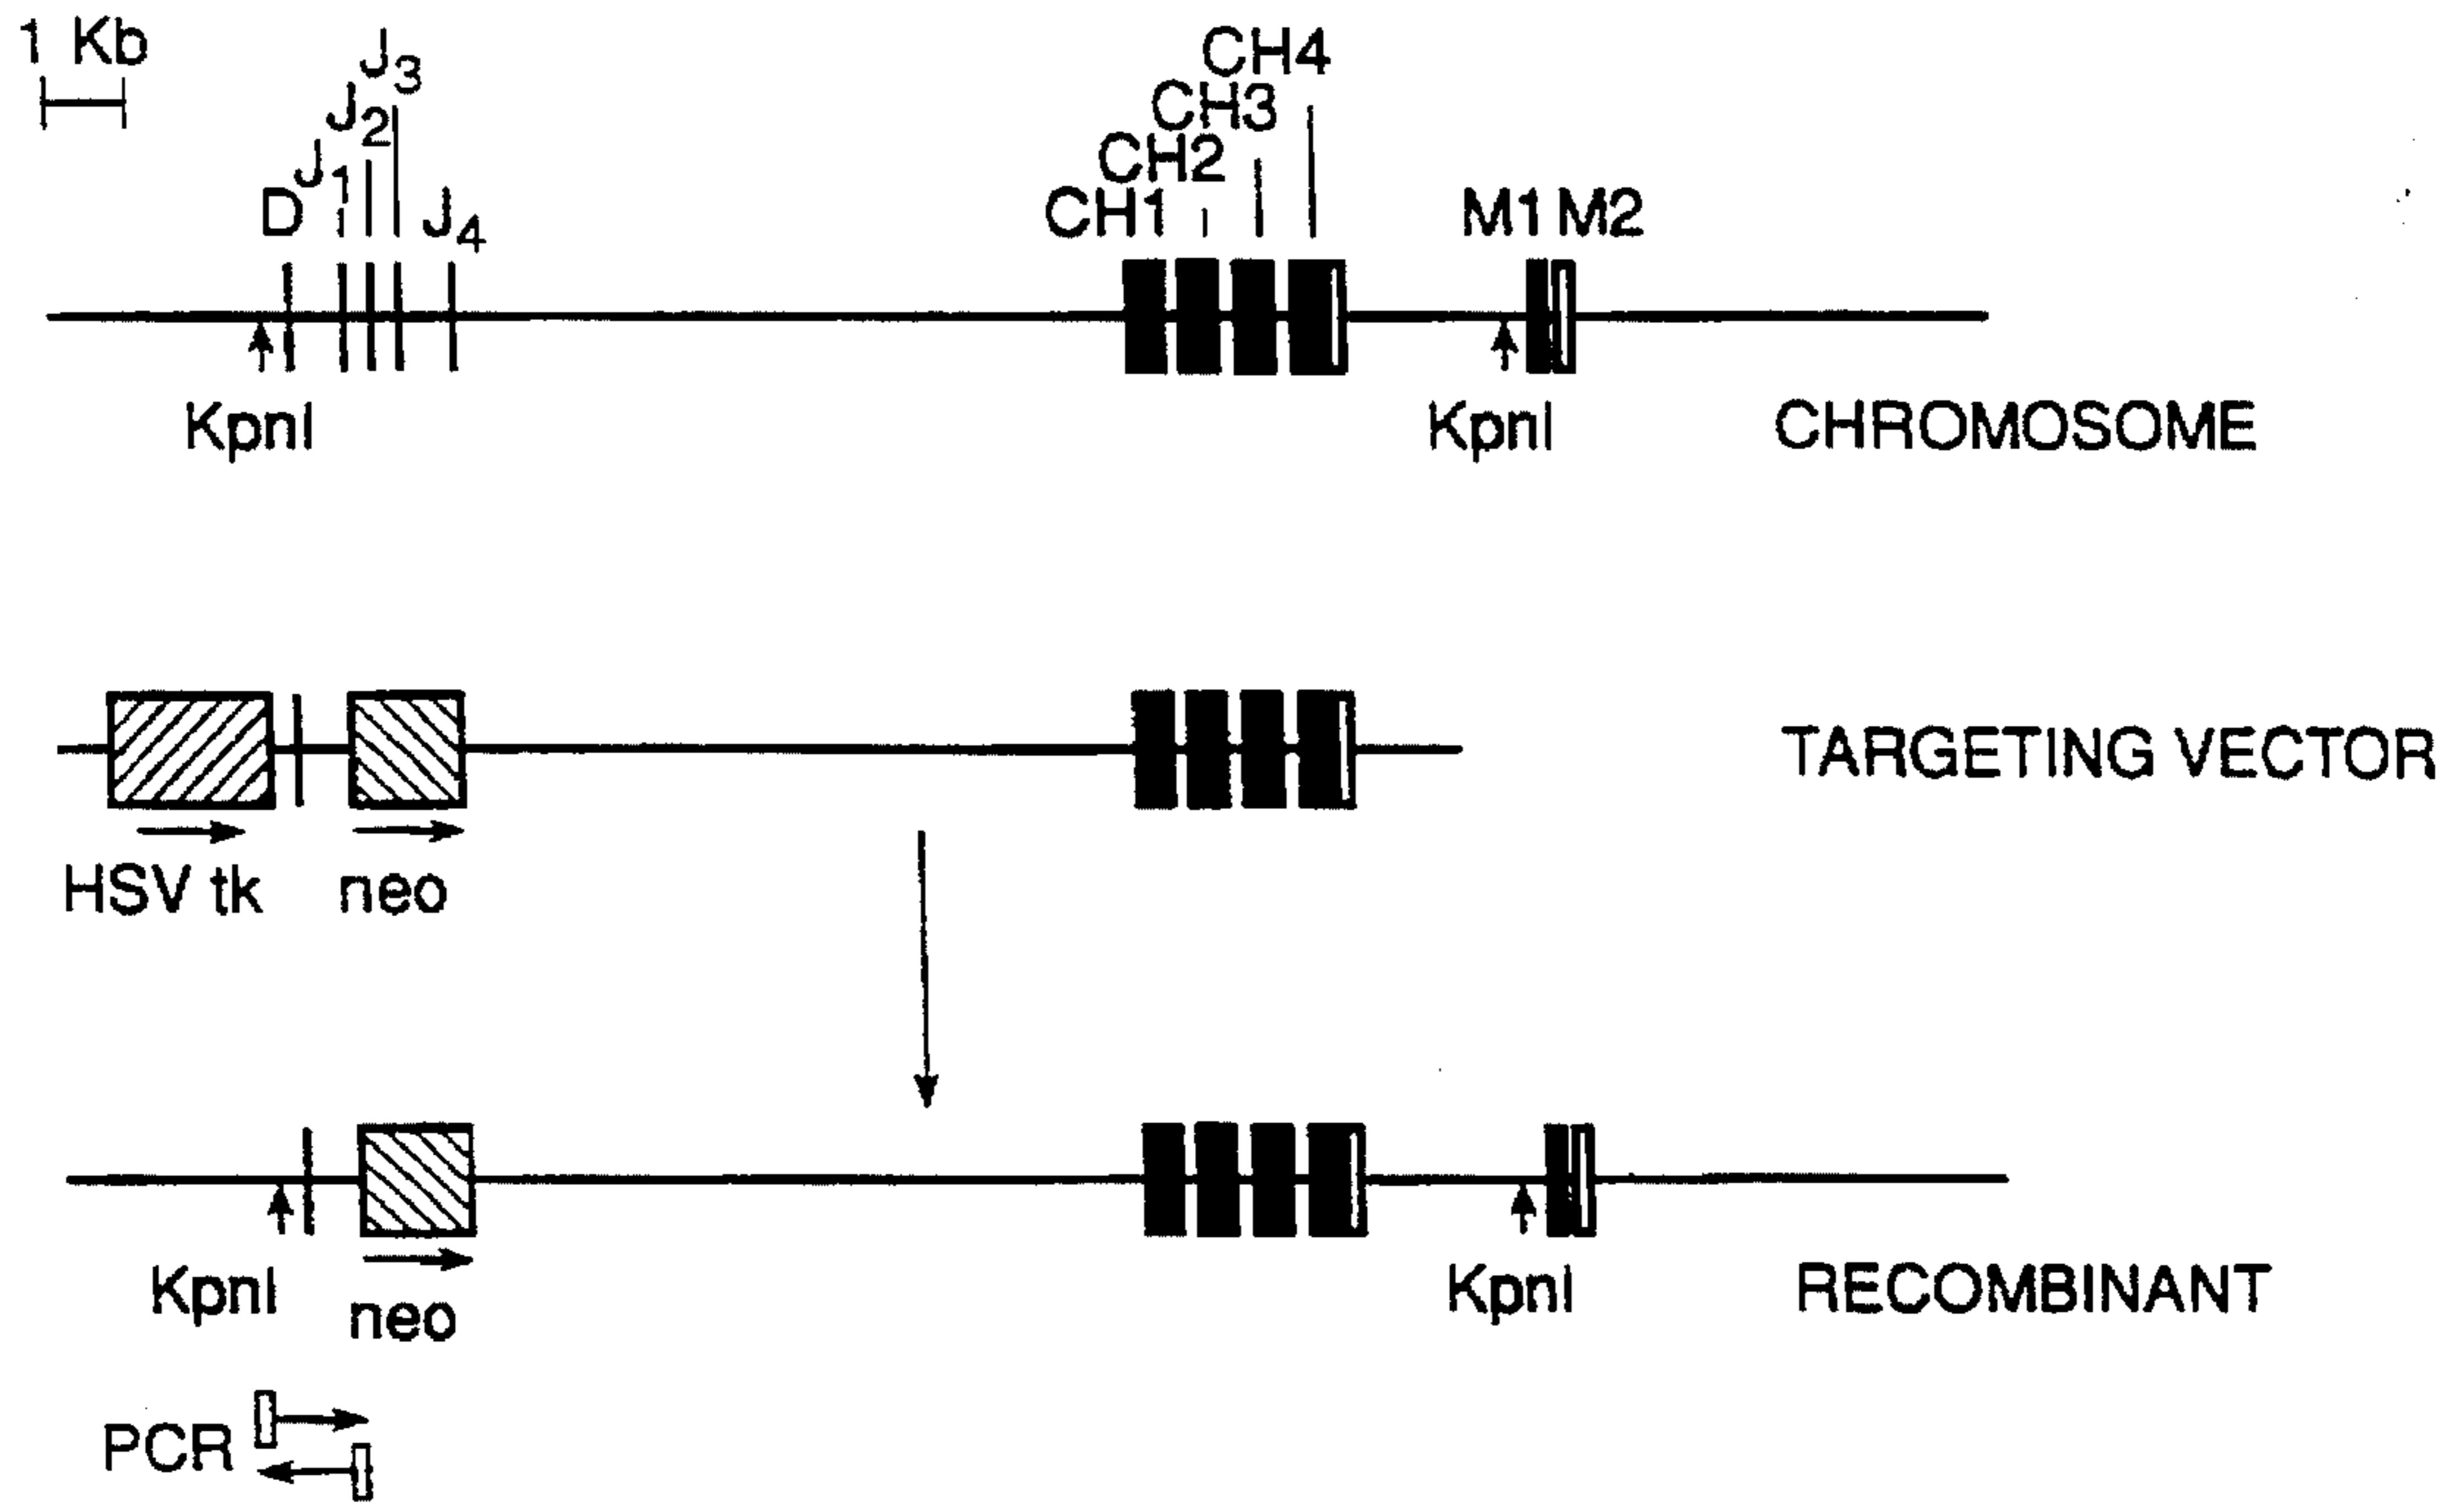 1 Kb
D J1 J2 J3 J4
CH1 CH2 CH3 CH4
M1 M2
KpnI KpnI CHROMOSOME
TARGETING VECTOR
HSV tk neo
KpnI neo KpnI RECOMBINANT
PCR